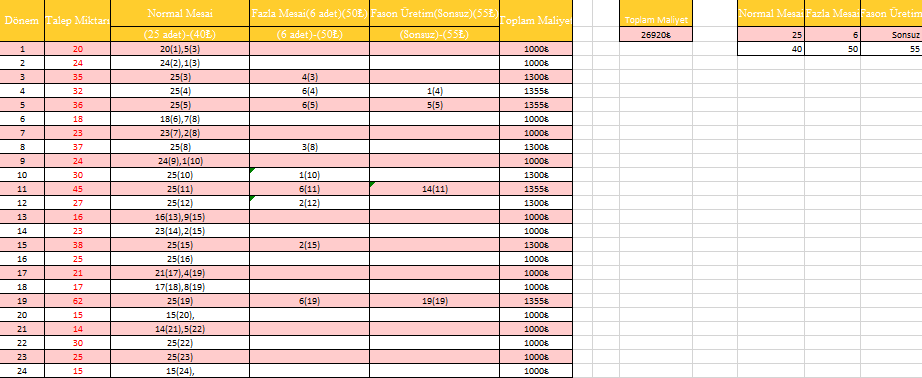 Dönem Talep Miktarı Normal Mesai Fazla Mesai(6 adet)(50₺) Fason Üretim(Sonsuz)(55₺) Toplam Maliyet Toplam Maliyet Normal Mesai Fazla Mesai Fason Üretim
(25 adet)-(40₺) (6 adet)-(50₺) (Sonsuz)-(55₺) 26920₺ 25 6 Sonsuz
1 20 20(1),5(3) 1000₺ 40 50 55
2 24 24(2),1(3) 1000₺
3 35 25(3) 4(3) 1300₺
4 32 25(4) 6(4) 1(4) 1355₺
5 36 25(5) 6(5) 5(5) 1355₺
6 18 18(6),7(8) 1000₺
7 23 23(7),2(8) 1000₺
8 37 25(8) 3(8) 1300₺
9 24 24(9),1(10) 1000₺
10 30 25(10) 1(10) 1300₺
11 45 25(11) 6(11) 14(11) 1355₺
12 27 25(12) 2(12) 1300₺
13 16 16(13),9(15) 1000₺
14 23 23(14),2(15) 1000₺
15 38 25(15) 2(15) 1300₺
16 25 25(16) 1000₺
17 21 21(17),4(19) 1000₺
18 17 17(18),8(19) 1000₺
19 62 25(19) 6(19) 19(19) 1355₺
20 15 15(20), 1000₺
21 14 14(21),5(22) 1000₺
22 30 25(22) 1000₺
23 25 25(23) 1000₺
24 15 15(24), 1000₺